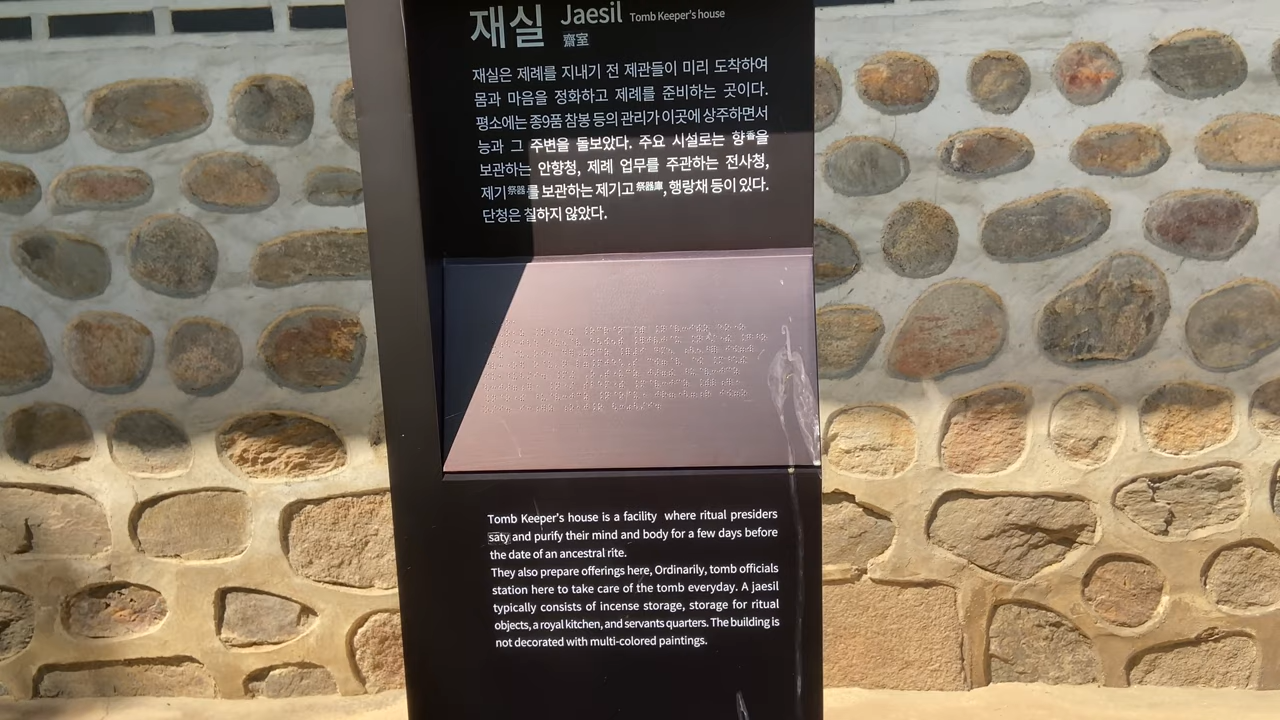 재실 Jaesil Tomb Keeper's house
齋室
재실은 제례를 지내기 전 제관들이 미리 도착하여
몸과 마음을 정화하고 제례를 준비하는 곳이다.
평소에는 종9품 참봉 등의 관리가 이곳에 상주하면서
능과 그 주변을 돌보았다. 주요 시설로는 향香을
보관하는 안향청, 제례 업무를 주관하는 전사청,
제기祭器를 보관하는 제기고祭器庫, 행랑채 등이 있다.
단청은 칠하지 않았다.
Tomb Keeper's house is a facility where ritual presiders
saty and purify their mind and body for a few days before
the date of an ancestral rite.
They also prepare offerings here, Ordinarily, tomb officials
station here to take care of the tomb everyday. A jaesil
typically consists of incense storage, storage for ritual
objects, a royal kitchen, and servants quarters. The building is
not decorated with multi-colored paintings.